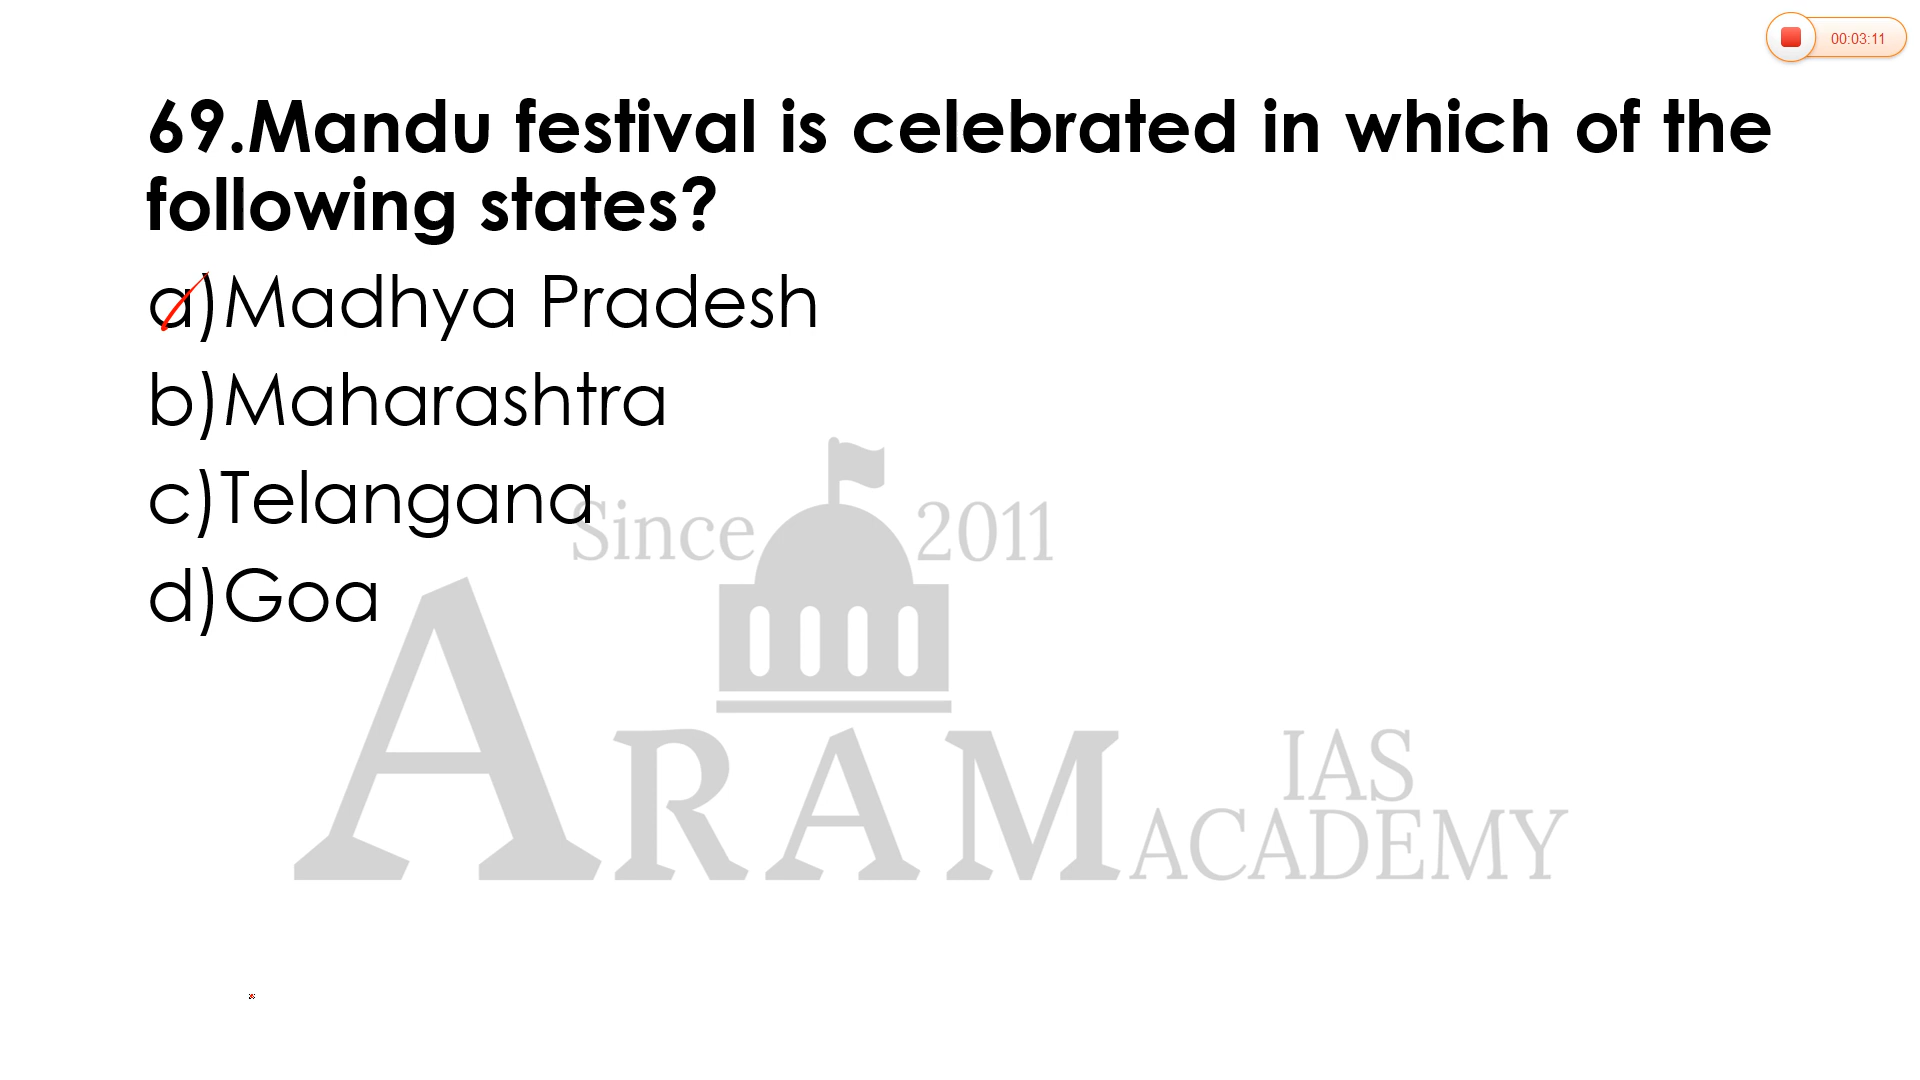 00:03:11
69.Mandu festival is celebrated in which of the
following states?
a)Madhya Pradesh
b)Maharashtra
c)Telangana
d)Goa
Since 2011
ARAM IAS
ACADEMY